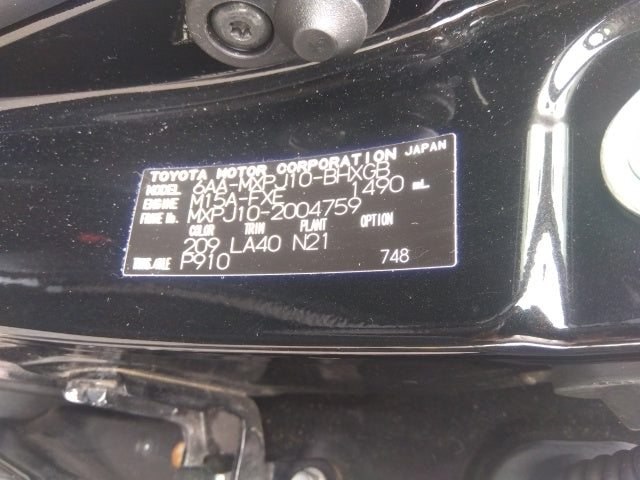 TOYOTA MOTOR CORPORATION JAPAN
MODEL 6AA-MXPJ10-BHXGB
ENGINE M15A-FXE 1490 mL
FRAME No. MXPJ10-2004759
COLOR TRIM PLANT OPTION
209 LA40 N21
TRANS./AXLE P910 748